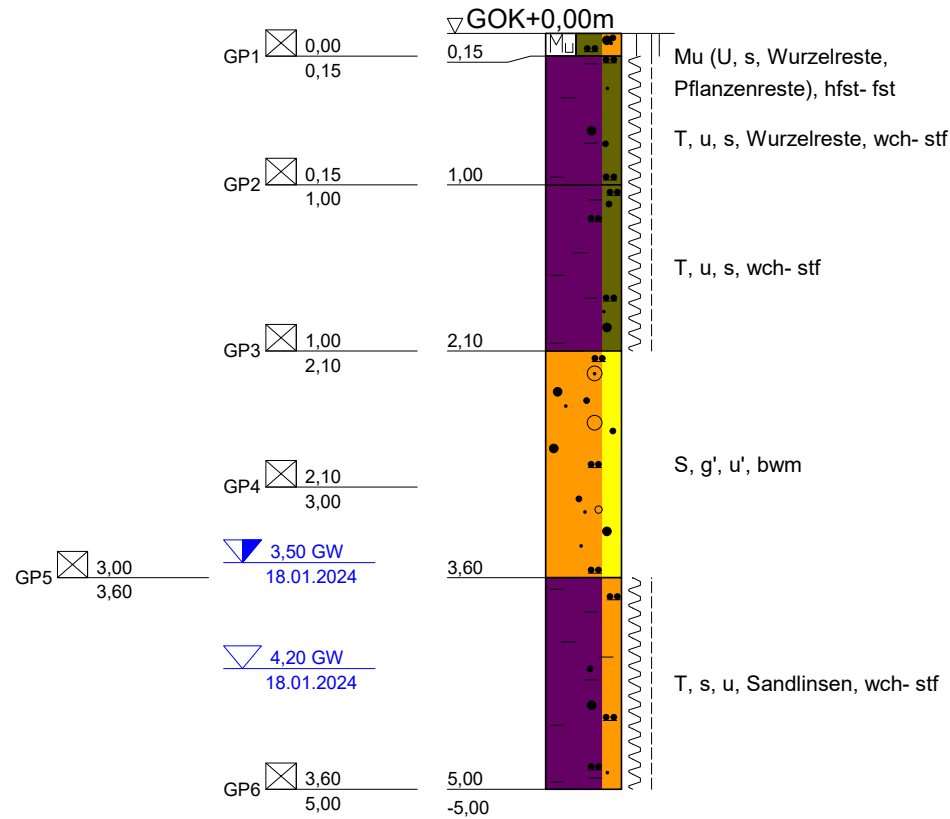 GOK+0,00m
GP1 0,00 0,15 Mu
0,15
Mu (U, s, Wurzelreste,
Pflanzenreste), hfst- fst
T, u, s, Wurzelreste, wch- stf
GP2 0,15 1,00
1,00
T, u, s, wch- stf
GP3 1,00 2,10
2,10
S, g', u', bwm
GP4 2,10
3,00
3,50 GW
18.01.2024
GP5 3,00 3,60
3,60
4,20 GW
18.01.2024
T, s, u, Sandlinsen, wch- stf
GP6 3,60 5,00
5,00 -5,00